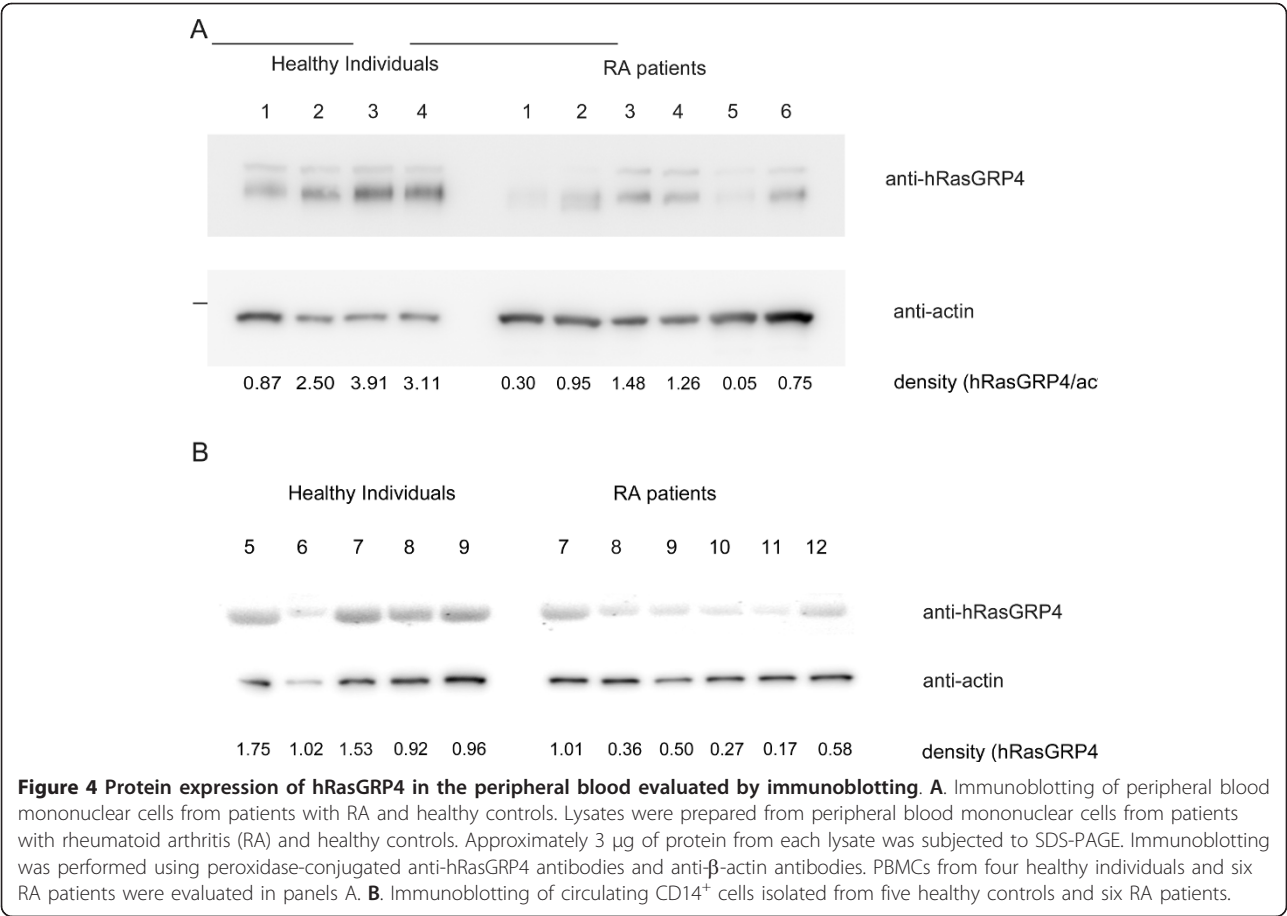 A
Healthy Individuals RA patients
1 2 3 4 1 2 3 4 5 6
anti-hRasGRP4
anti-actin
0.87 2.50 3.91 3.11 0.30 0.95 1.48 1.26 0.05 0.75 density (hRasGRP4/ac
B
Healthy Individuals RA patients
5 6 7 8 9 7 8 9 10 11 12
anti-hRasGRP4
anti-actin
1.75 1.02 1.53 0.92 0.96 1.01 0.36 0.50 0.27 0.17 0.58 density (hRasGRP4
Figure 4 Protein expression of hRasGRP4 in the peripheral blood evaluated by immunoblotting. A. Immunoblotting of peripheral blood
mononuclear cells from patients with RA and healthy controls. Lysates were prepared from peripheral blood mononuclear cells from patients
with rheumatoid arthritis (RA) and healthy controls. Approximately 3 μg of protein from each lysate was subjected to SDS-PAGE. Immunoblotting
was performed using peroxidase-conjugated anti-hRasGRP4 antibodies and anti-β-actin antibodies. PBMCs from four healthy individuals and six
RA patients were evaluated in panels A. B. Immunoblotting of circulating CD14⁺ cells isolated from five healthy controls and six RA patients.